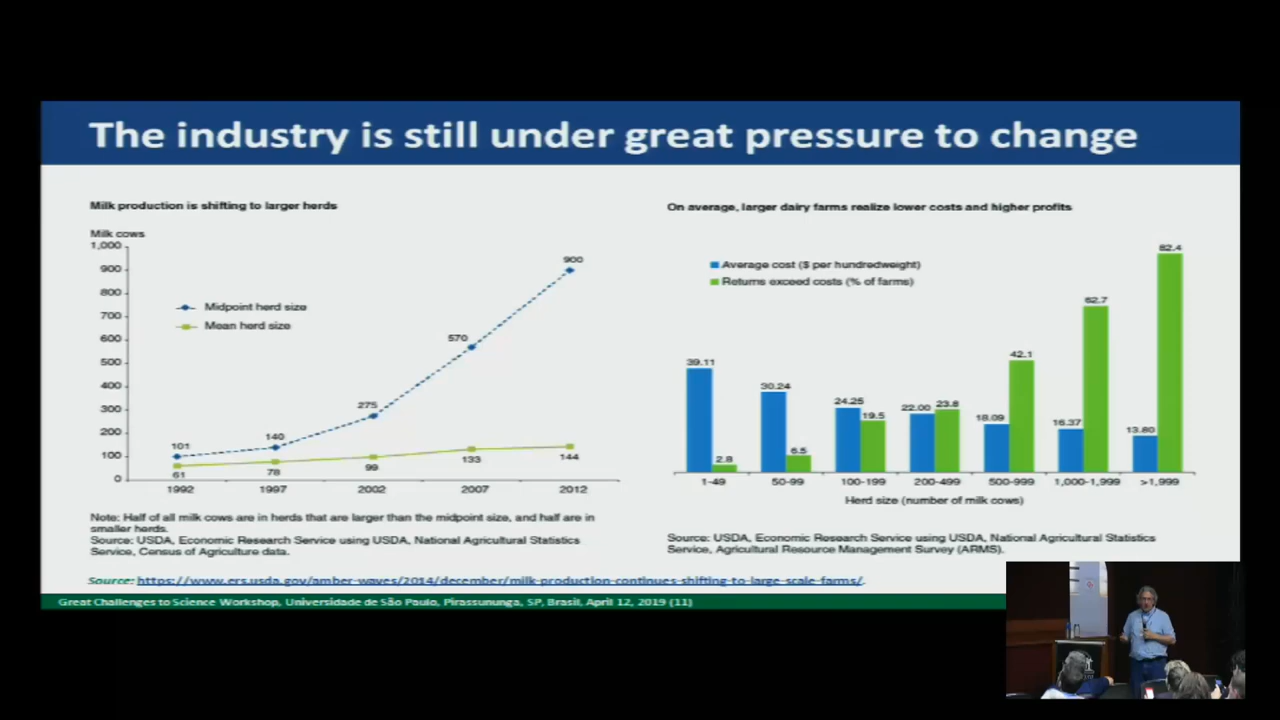 The industry is still under great pressure to change
Milk production is shifting to larger herds
Milk cows
1,000
900
800
700
600
500
400
300
200
100
0
Midpoint herd size
Mean herd size
101
140
275
570
900
61
78
99
133
144
1992
1997
2002
2007
2012
Note: Half of all milk cows are in herds that are larger than the midpoint size, and half are in
smaller herds.
Source: USDA, Economic Research Service using USDA, National Agricultural Statistics
Service, Census of Agriculture data.
On average, larger dairy farms realize lower costs and higher profits
Average cost ($ per hundredweight)
Returns exceed costs (% of farms)
39.11
2.8
30.24
6.5
24.25
19.5
22.00
23.8
18.09
42.1
16.37
62.7
13.80
82.4
1-49
50-99
100-199
200-499
500-999
1,000-1,999
>1,999
Herd size (number of milk cows)
Source: USDA, Economic Research Service using USDA, National Agricultural Statistics
Service, Agricultural Resource Management Survey (ARMS).
Source: https://www.ers.usda.gov/amber-waves/2014/december/milk-production-continues-shifting-to-large-scale-farms/.
Great Challenges to Science Workshop, Universidade de São Paulo, Pirassununga, SP, Brasil, April 12, 2019 (11)